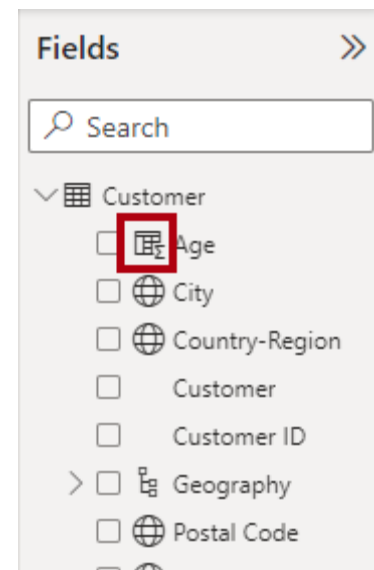 Fields
Search
Customer
Age
City
Country-Region
Customer
Customer ID
Geography
Postal Code